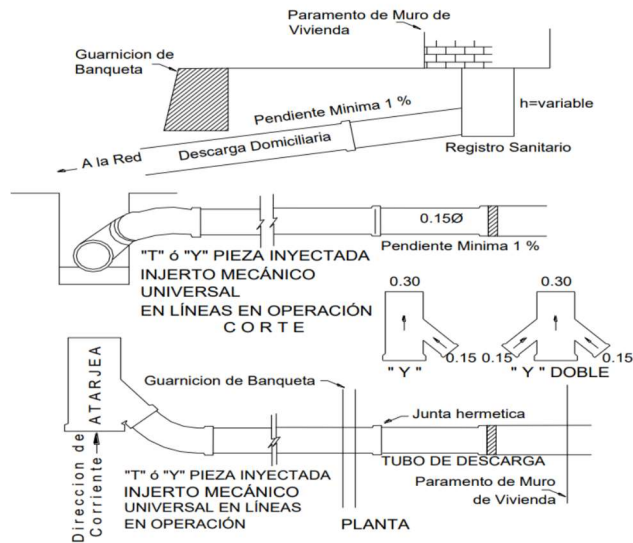 Paramento de Muro de
Vivienda
Guarnicion de
Banqueta
Pendiente Minima 1 %
h=variable
A la Red
Descarga Domiciliaria
Registro Sanitario
0.15Ø
Pendiente Minima 1 %
"T" ó "Y" PIEZA INYECTADA
INJERTO MECÁNICO
UNIVERSAL
EN LÍNEAS EN OPERACIÓN
C O R T E
0.30
0.30
0.15
0.15
0.15
" Y "
" Y" DOBLE
ATARJEA
Guarnicion de Banqueta
Junta hermetica
Direccion de
Corriente
"T" ó "Y" PIEZA INYECTADA
INJERTO MECÁNICO
UNIVERSAL EN LÍNEAS
EN OPERACIÓN
TUBO DE DESCARGA
Paramento de Muro
de Vivienda
PLANTA